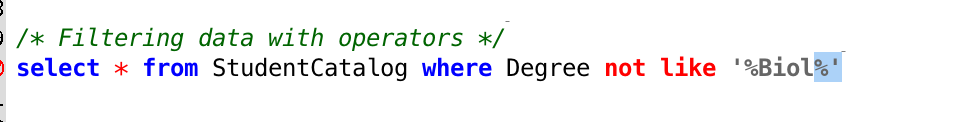 /* Filtering data with operators */
select * from StudentCatalog where Degree not like '%Biol%'